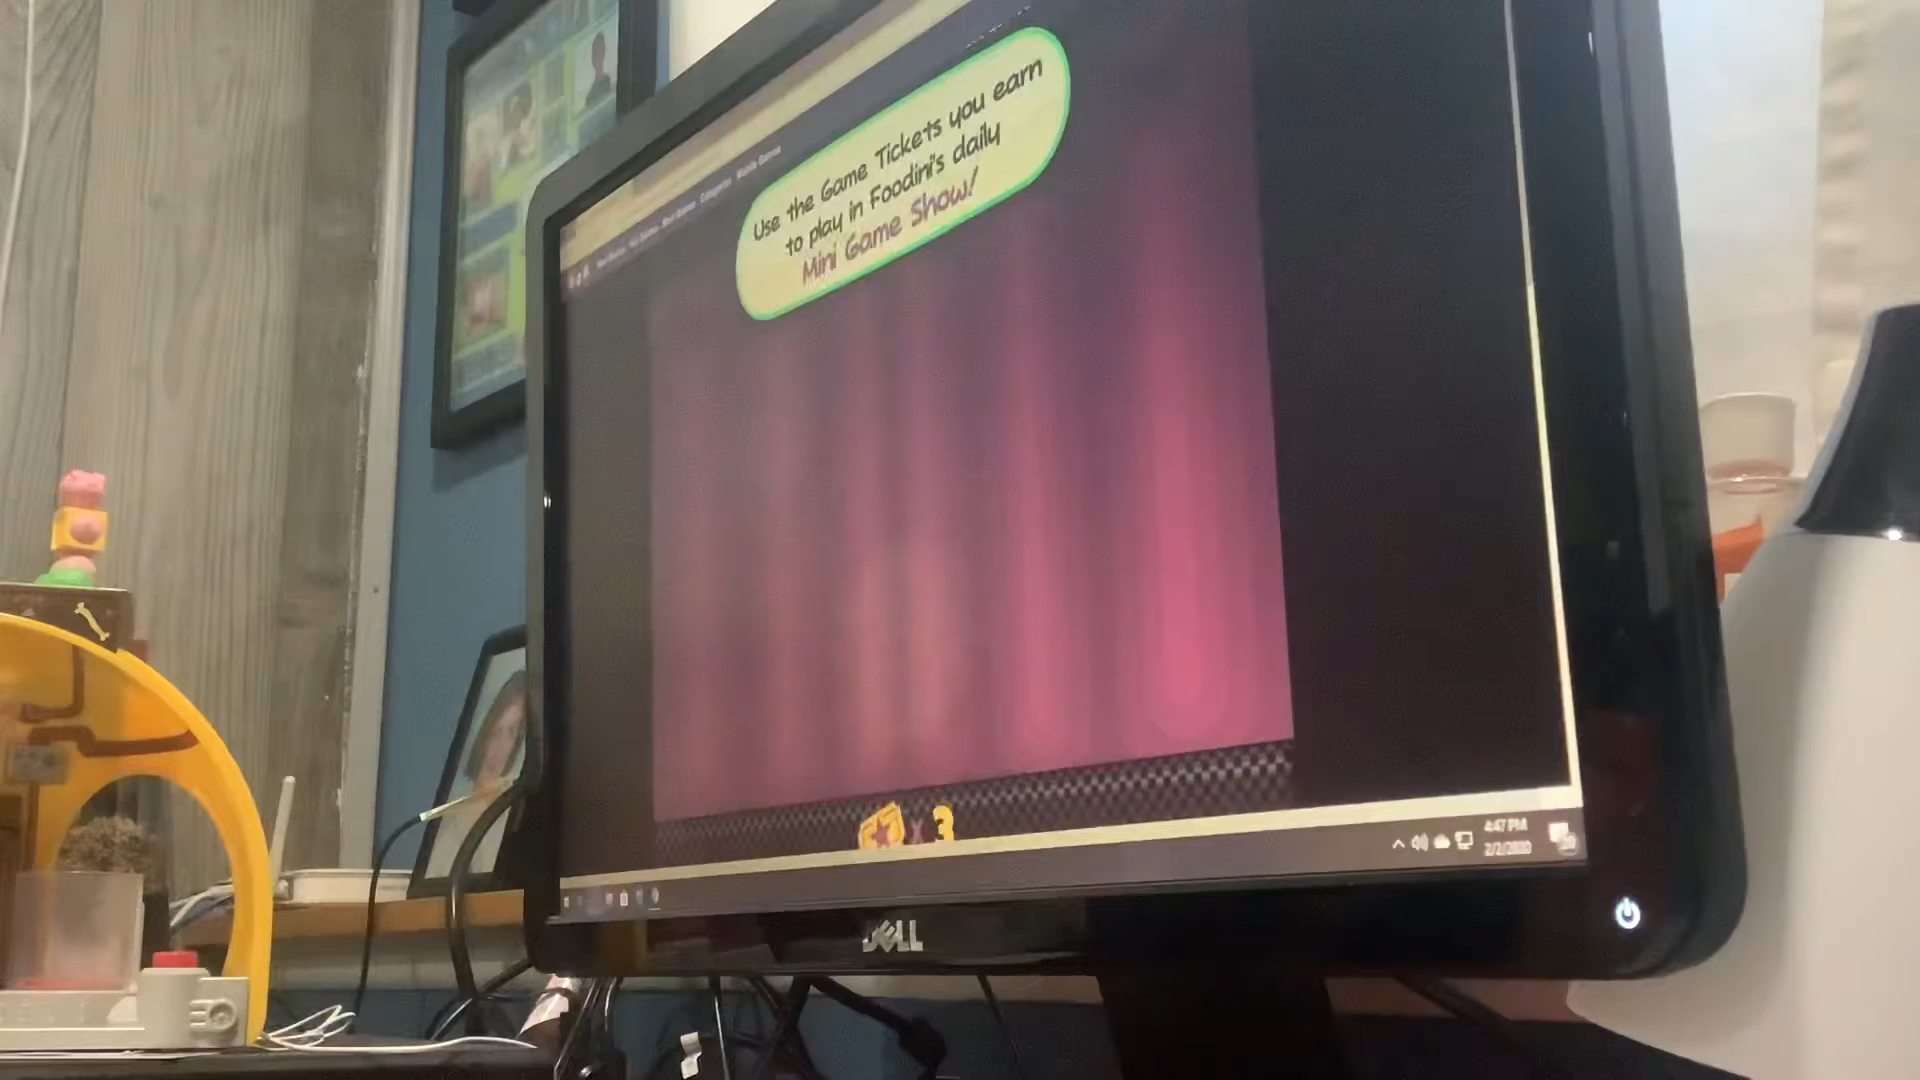 Use the Game Tickets you earn
to play in Foodini's daily
Mini Game Show!
x 3
4:47 PM
2/2/2020
DELL